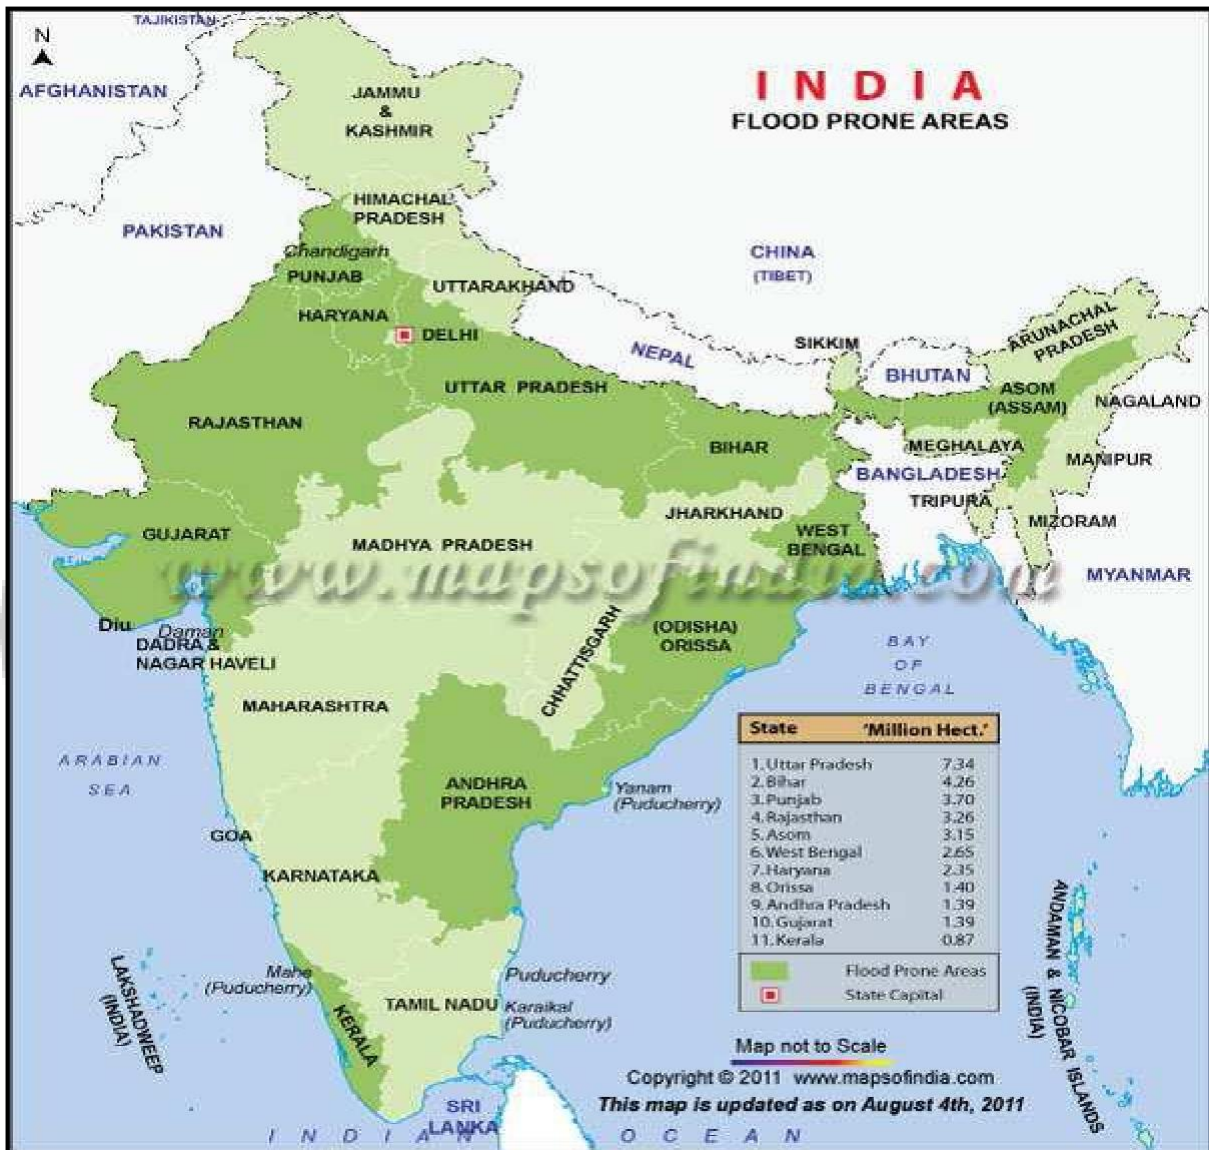 TAJIKISTAN
N
AFGHANISTAN
JAMMU
&
KASHMIR
I N D I A
FLOOD PRONE AREAS
HIMACHAL
PRADESH
PAKISTAN
Chandigarh
PUNJAB
UTTARAKHAND
CHINA
(TIBET)
HARYANA
DELHI
NEPAL
SIKKIM
BHUTAN
ARUNACHAL
PRADESH
RAJASTHAN
UTTAR PRADESH
BIHAR
ASOM
(ASSAM)
NAGALAND
MEGHALAYA
MANIPUR
BANGLADESH
TRIPURA
MIZORAM
MYANMAR
GUJARAT
MADHYA PRADESH
JHARKHAND
WEST
BENGAL
www.mapsofindia.com
Diu
Daman
DADRA &
NAGAR HAVELI
CHHATTISGARH
(ODISHA)
ORISSA
BAY
OF
BENGAL
MAHARASHTRA
ARABIAN
SEA
ANDHRA
PRADESH
Yanam
(Puducherry)
GOA
KARNATAKA
State 'Million Hect.'
1. Uttar Pradesh 7.34
2. Bihar 4.26
3. Punjab 3.70
4. Rajasthan 3.26
5. Asom 3.15
6. West Bengal 2.65
7. Haryana 2.35
8. Orissa 1.40
9. Andhra Pradesh 1.39
10. Gujarat 1.39
11. Kerala 0.87
Flood Prone Areas
State Capital
LAKSHADWEEP
(INDIA)
Mahe
(Puducherry)
KERALA
TAMIL NADU
Puducherry
Karaikal
(Puducherry)
ANDAMAN & NICOBAR ISLANDS
(INDIA)
Map not to Scale
Copyright © 2011 www.mapsofindia.com
This map is updated as on August 4th, 2011
SRI
LANKA
I N D I A N O C E A N